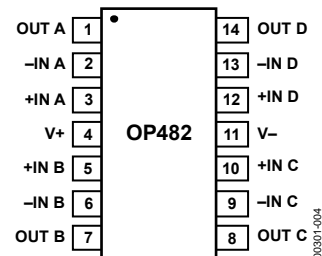 OUT A 1 14 OUT D
–IN A 2 13 –IN D
+IN A 3 12 +IN D
V+ 4 OP482 11 V–
+IN B 5 10 +IN C
–IN B 6 9 –IN C
OUT B 7 8 OUT C
00301-004